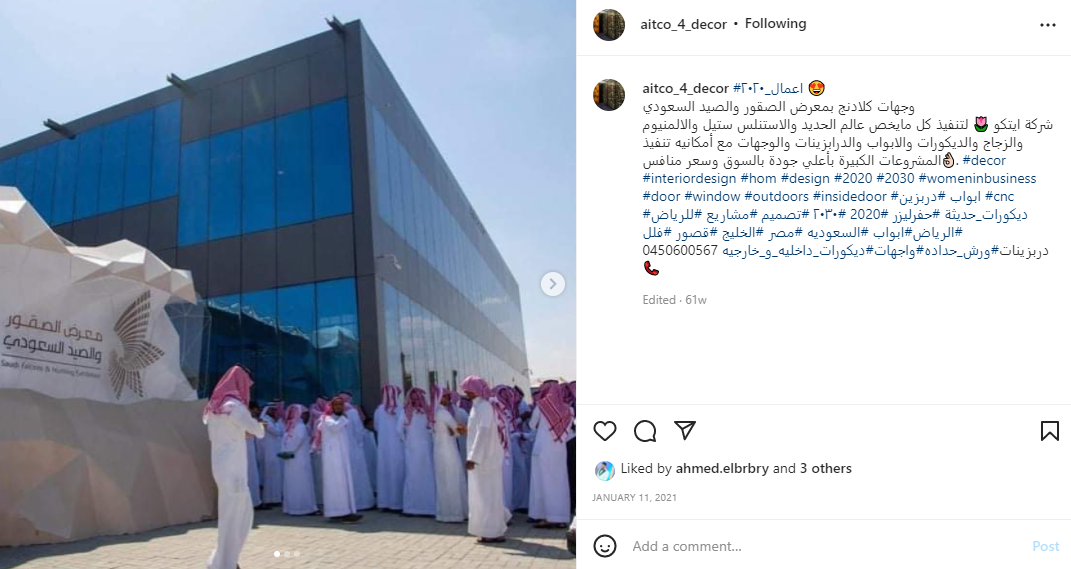 معرض الصقور
والصيد السعودي
Saudi Falcons & Hunting Exhibition
aitco_4_decor • Following
aitco_4_decor #اعمال_٢٠٢٠ 😍
وجهات كلادنج بمعرض الصقور والصيد السعودي
شركة ايتكو 🌷 لتنفيذ كل مايخص عالم الحديد والاستنلس ستيل والالمنيوم
والزجاج والديكورات والابواب والدرابزينات والوجهات مع أمكانيه تنفيذ
المشروعات الكبيرة بأعلي جودة بالسوق وسعر منافس👌🏻. #decor
#interiordesign #hom #design #2020 #2030 #womeninbusiness
#door #window #outdoors #insidedoor #ابواب #دربزين #cnc
#ديكورات_حديثة #حفرليزر #2020 #٢٠٣٠ #تصميم #مشاريع #للرياض
#الرياض#ابواب #السعوديه #مصر #الخليج #قصور #فلل
دربزينات#ورش_حداده#واجهات#ديكورات_داخليه_و_خارجيه 0450600567
📞
Edited · 61w
Liked by ahmed.elbrbry and 3 others
JANUARY 11, 2021
Add a comment...
Post